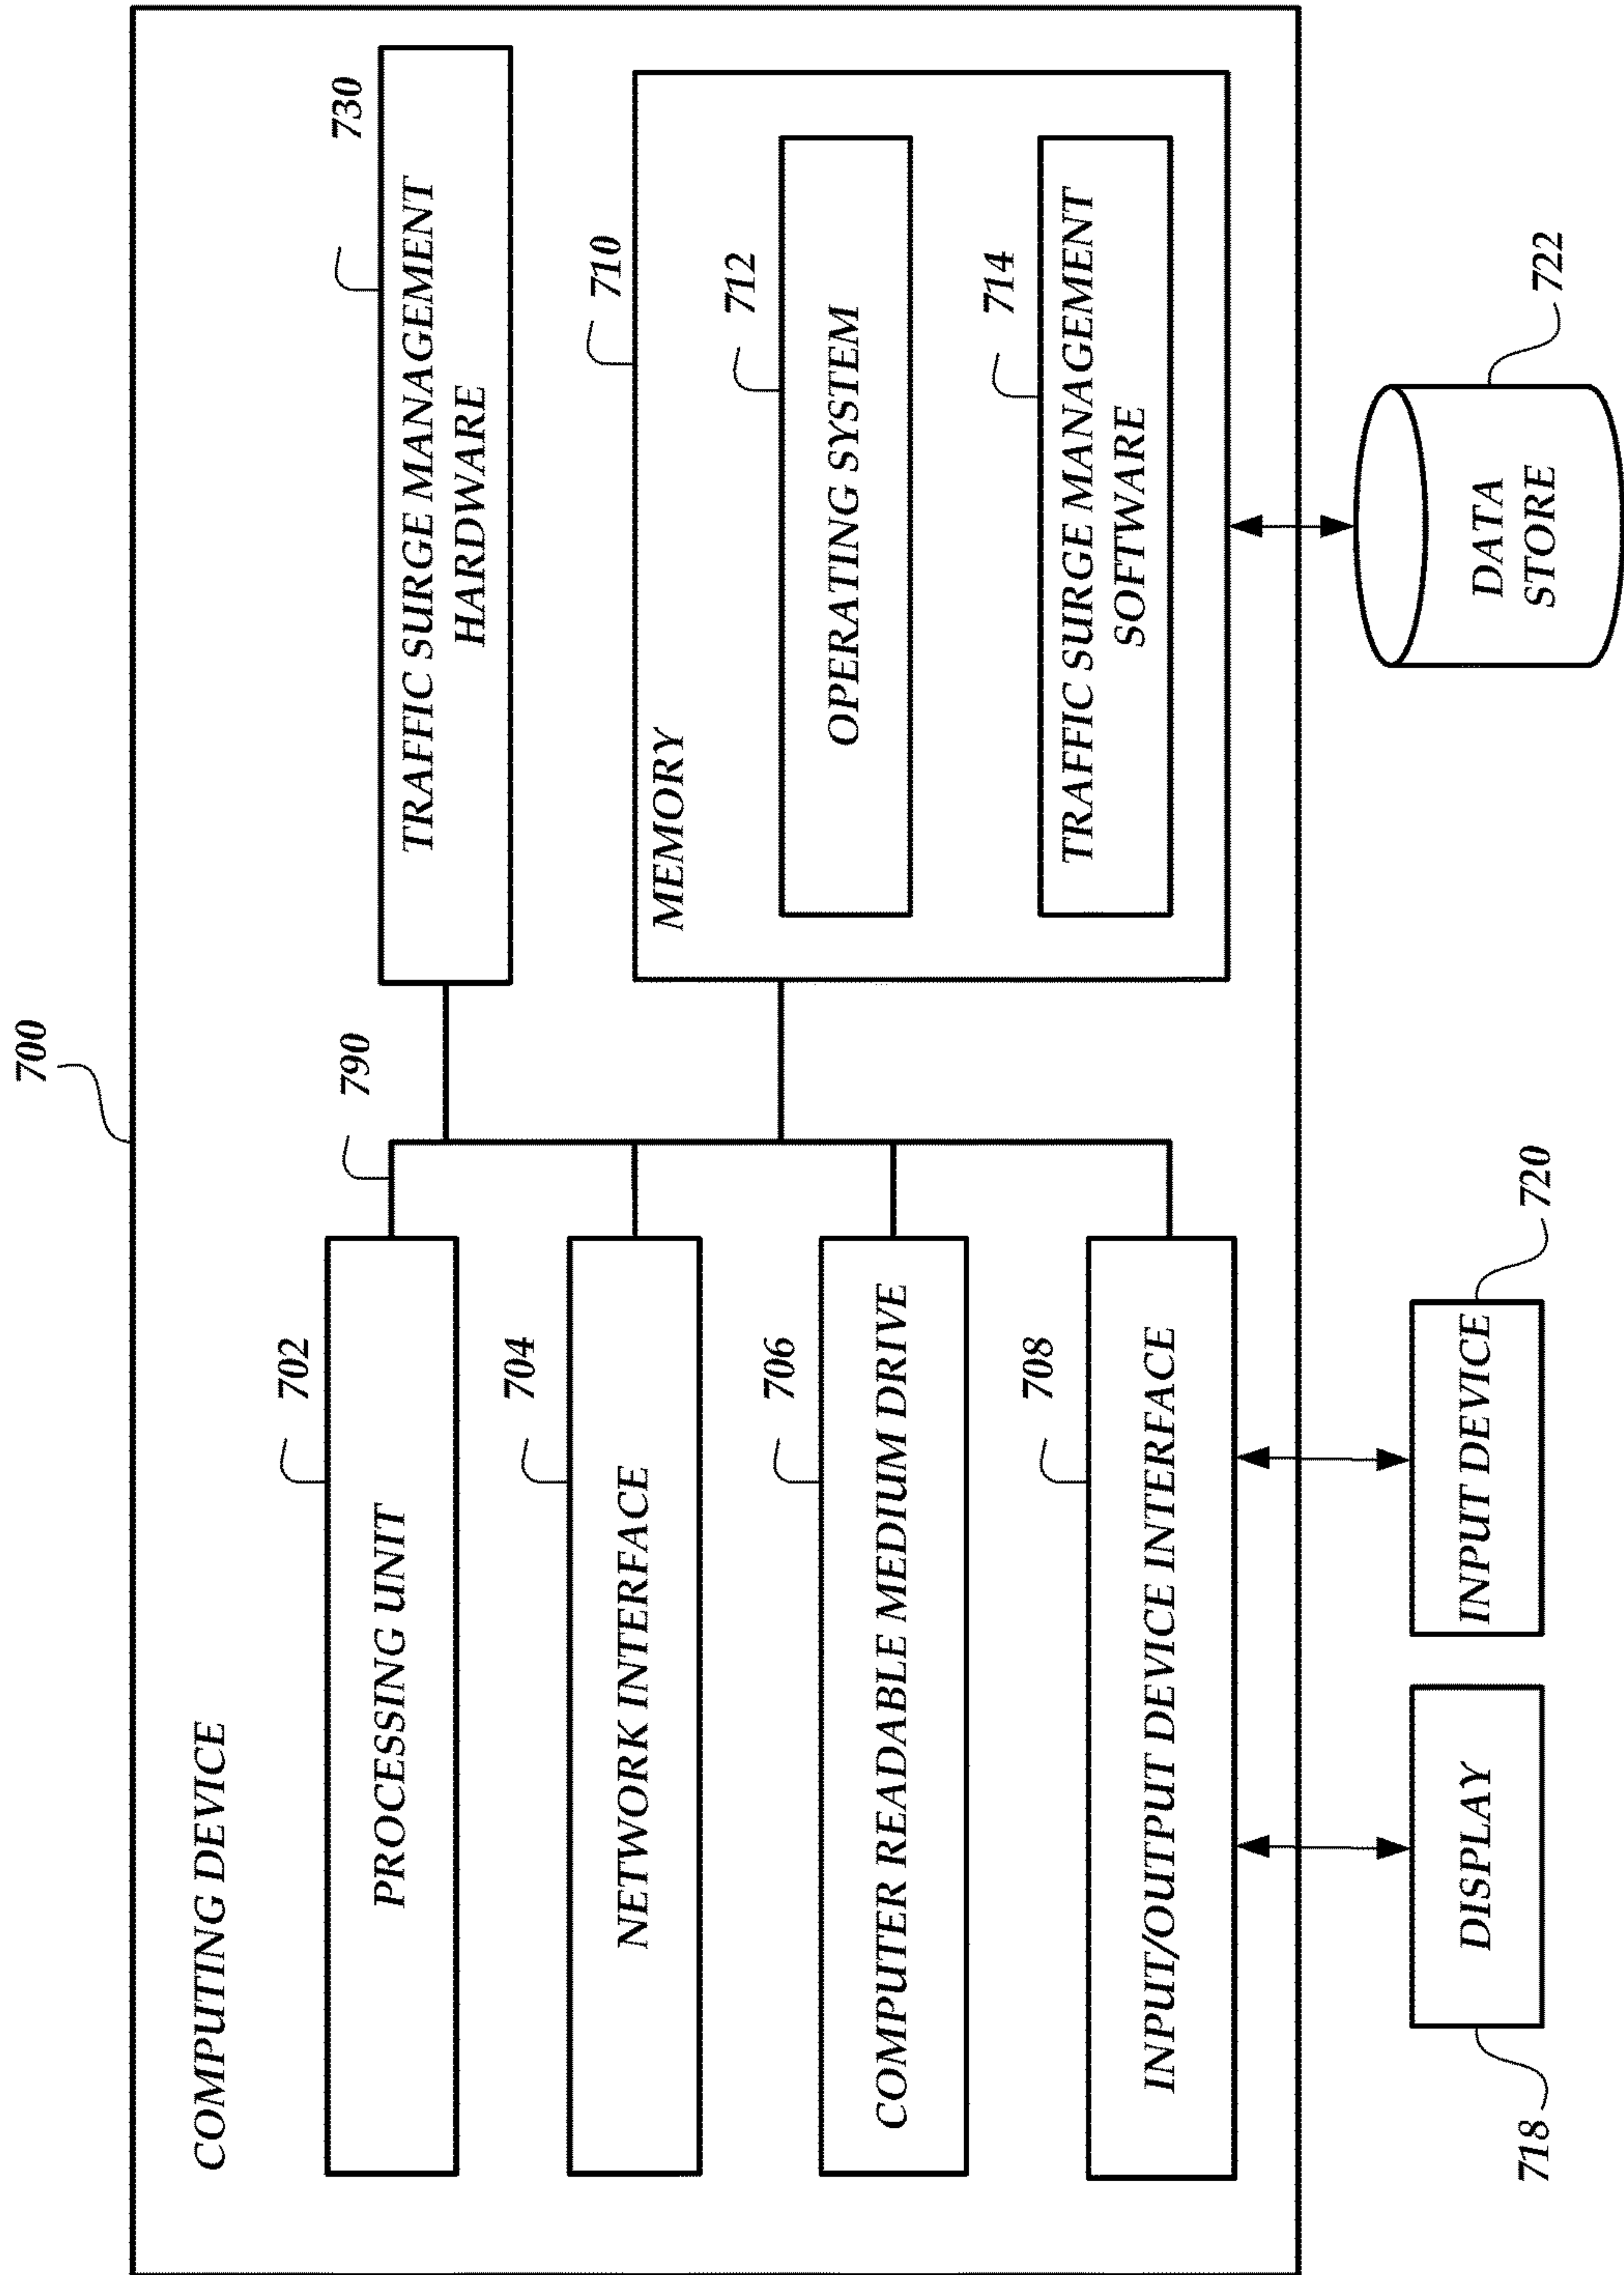 700
COMPUTING DEVICE
702
PROCESSING UNIT
790
704
NETWORK INTERFACE
706
COMPUTER READABLE MEDIUM DRIVE
708
INPUT/OUTPUT DEVICE INTERFACE
730
TRAFFIC SURGE MANAGEMENT
HARDWARE
710
MEMORY
712
OPERATING SYSTEM
714
TRAFFIC SURGE MANAGEMENT
SOFTWARE
718
DISPLAY
INPUT DEVICE
720
DATA
STORE
722